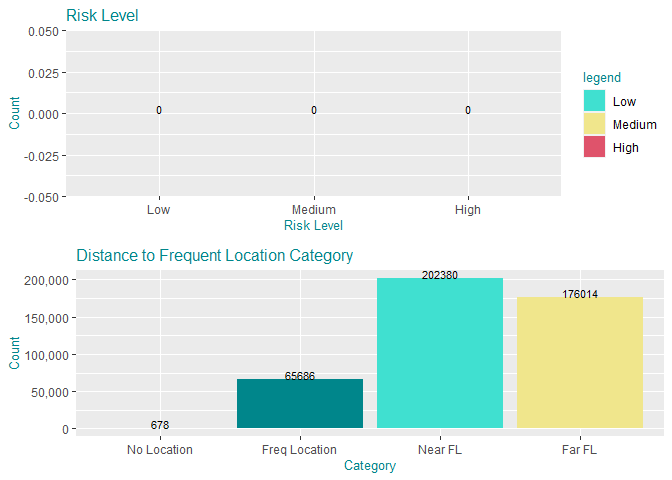 Risk Level
0.050
0.025
0.000
-0.025
-0.050
Count
0 0 0
Low Medium High
Risk Level
legend
Low
Medium
High
Distance to Frequent Location Category
200,000
150,000
100,000
50,000
0
Count
678 65686 202380 176014
No Location Freq Location Near FL Far FL
Category